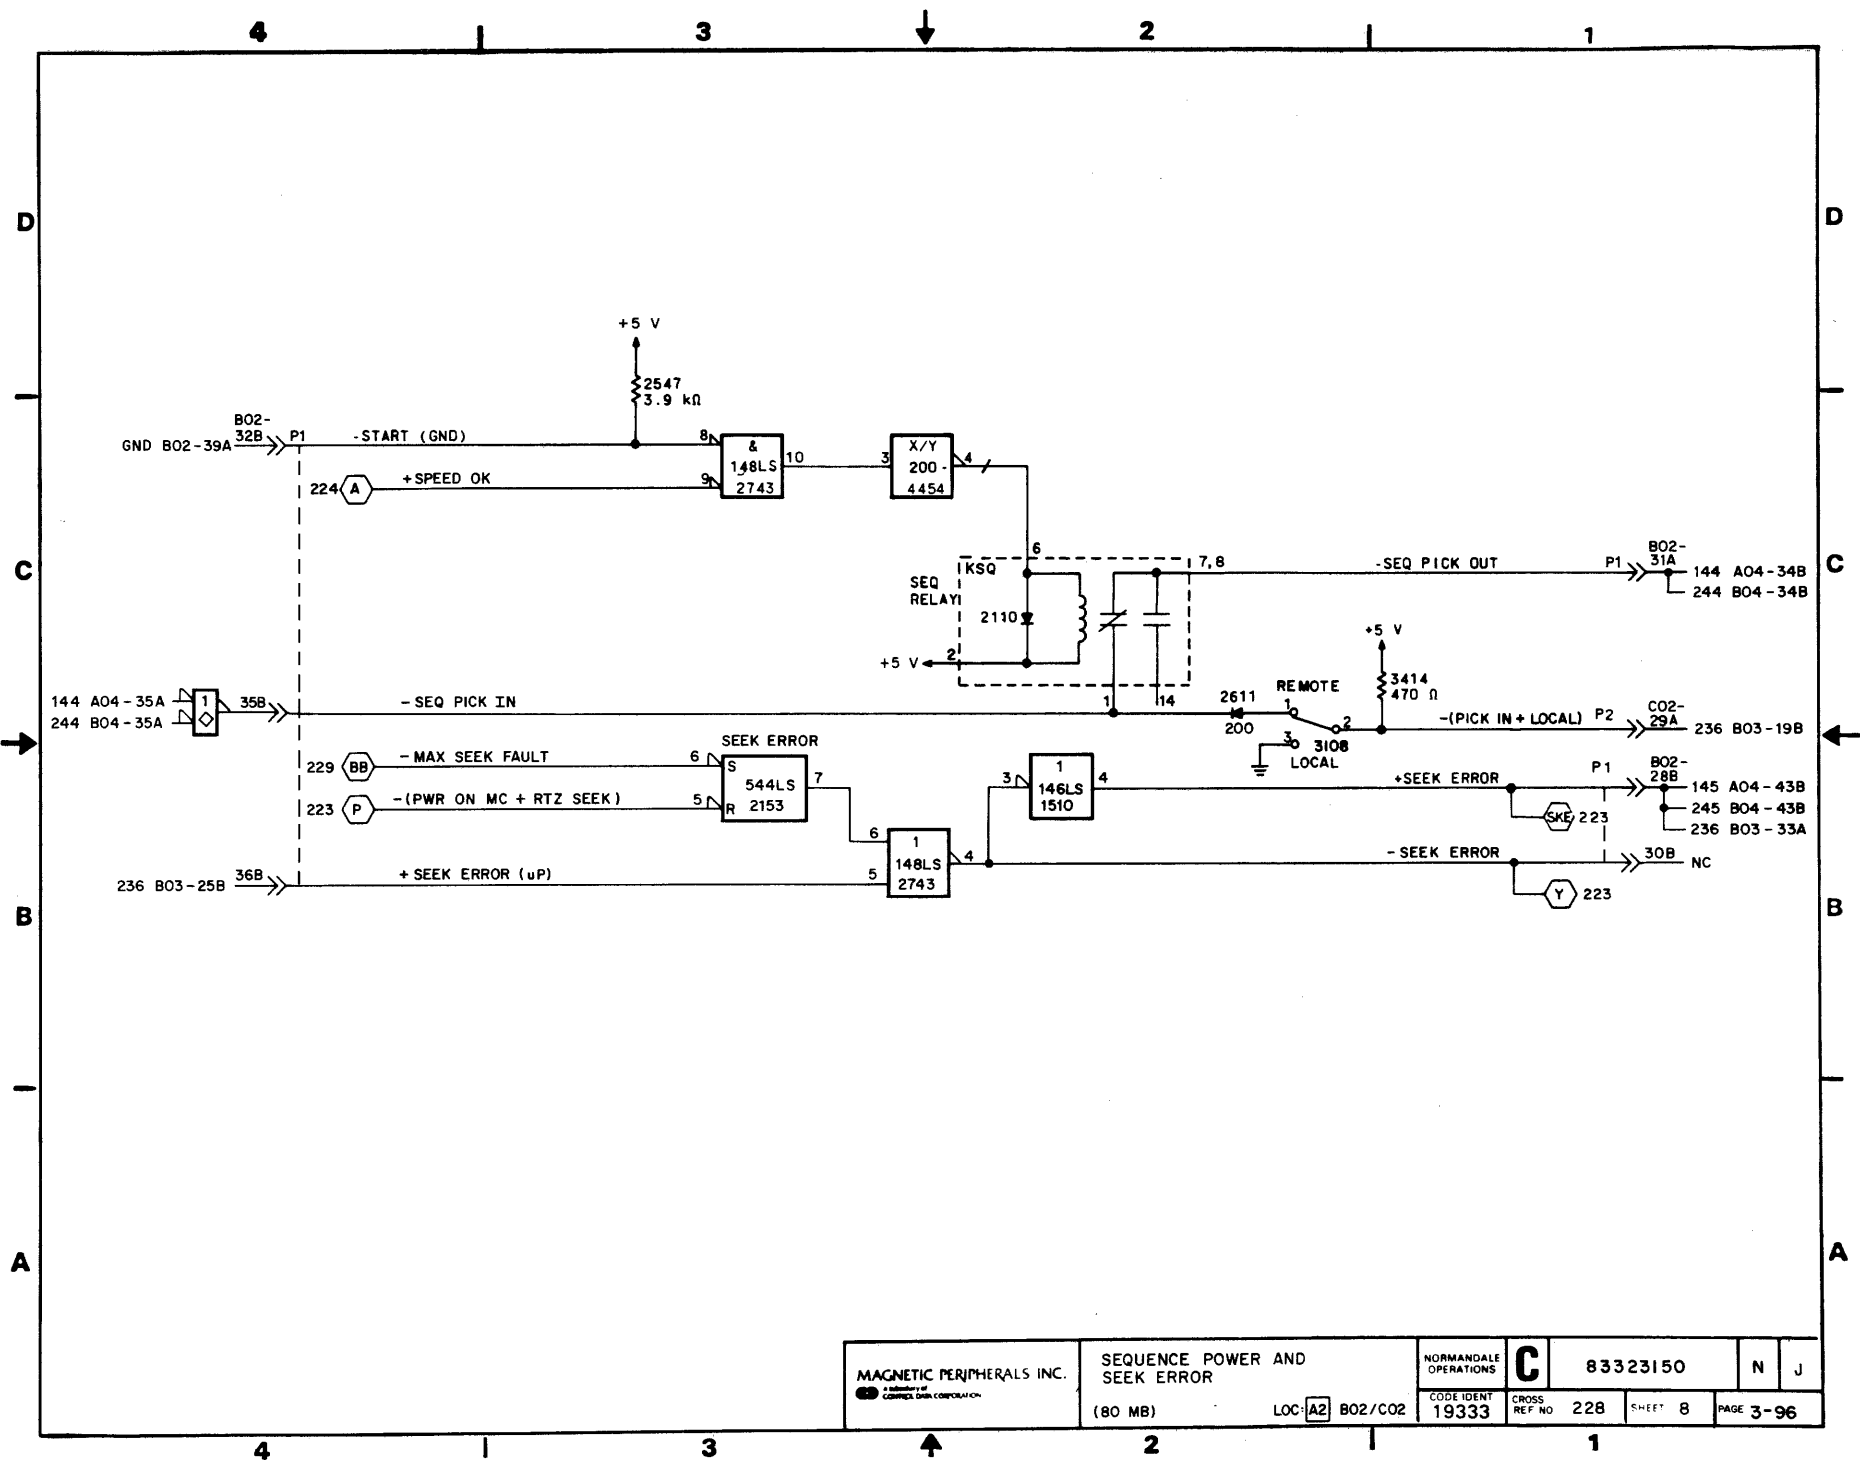 4 3 2 1
D D
+5 V
2547
3.9 kΩ
B02-
32B P1
GND B02-39A
-START (GND)
8 & 10
148LS
2743
9
224 A +SPEED OK
3 X/Y 4
200-
4454
C C
6
KSQ
SEQ
RELAY
2110
+5 V 2
7,8
-SEQ PICK OUT
P1 B02-
31A
144 A04-34B
244 B04-34B
+5 V
3414
470 Ω
144 A04-35A
244 B04-35A
1
35B
-SEQ PICK IN
1 14
2611
200
REMOTE
1
2
3
3108
LOCAL
-(PICK IN + LOCAL) P2
C02-
29A
236 B03-19B
SEEK ERROR
229 BB -MAX SEEK FAULT 6 S
544LS 7
2153
223 P -(PWR ON MC + RTZ SEEK) 5 R
3 1 4
146LS
1510
+SEEK ERROR
P1 B02-
28B
145 A04-43B
245 B04-43B
236 B03-33A
SKE 223
6 1
148LS 4
2743
5
-SEEK ERROR
30B NC
Y 223
236 B03-25B 36B
+SEEK ERROR (uP)
B B
A A
MAGNETIC PERIPHERALS INC.
a subsidiary of
CONTROL DATA CORPORATION
SEQUENCE POWER AND
SEEK ERROR
(80 MB) LOC: A2 B02/C02
NORMANDALE
OPERATIONS
C
83323150 N J
CODE IDENT
19333
CROSS
REF NO 228
SHEET 8
PAGE 3-96
4 3 2 1